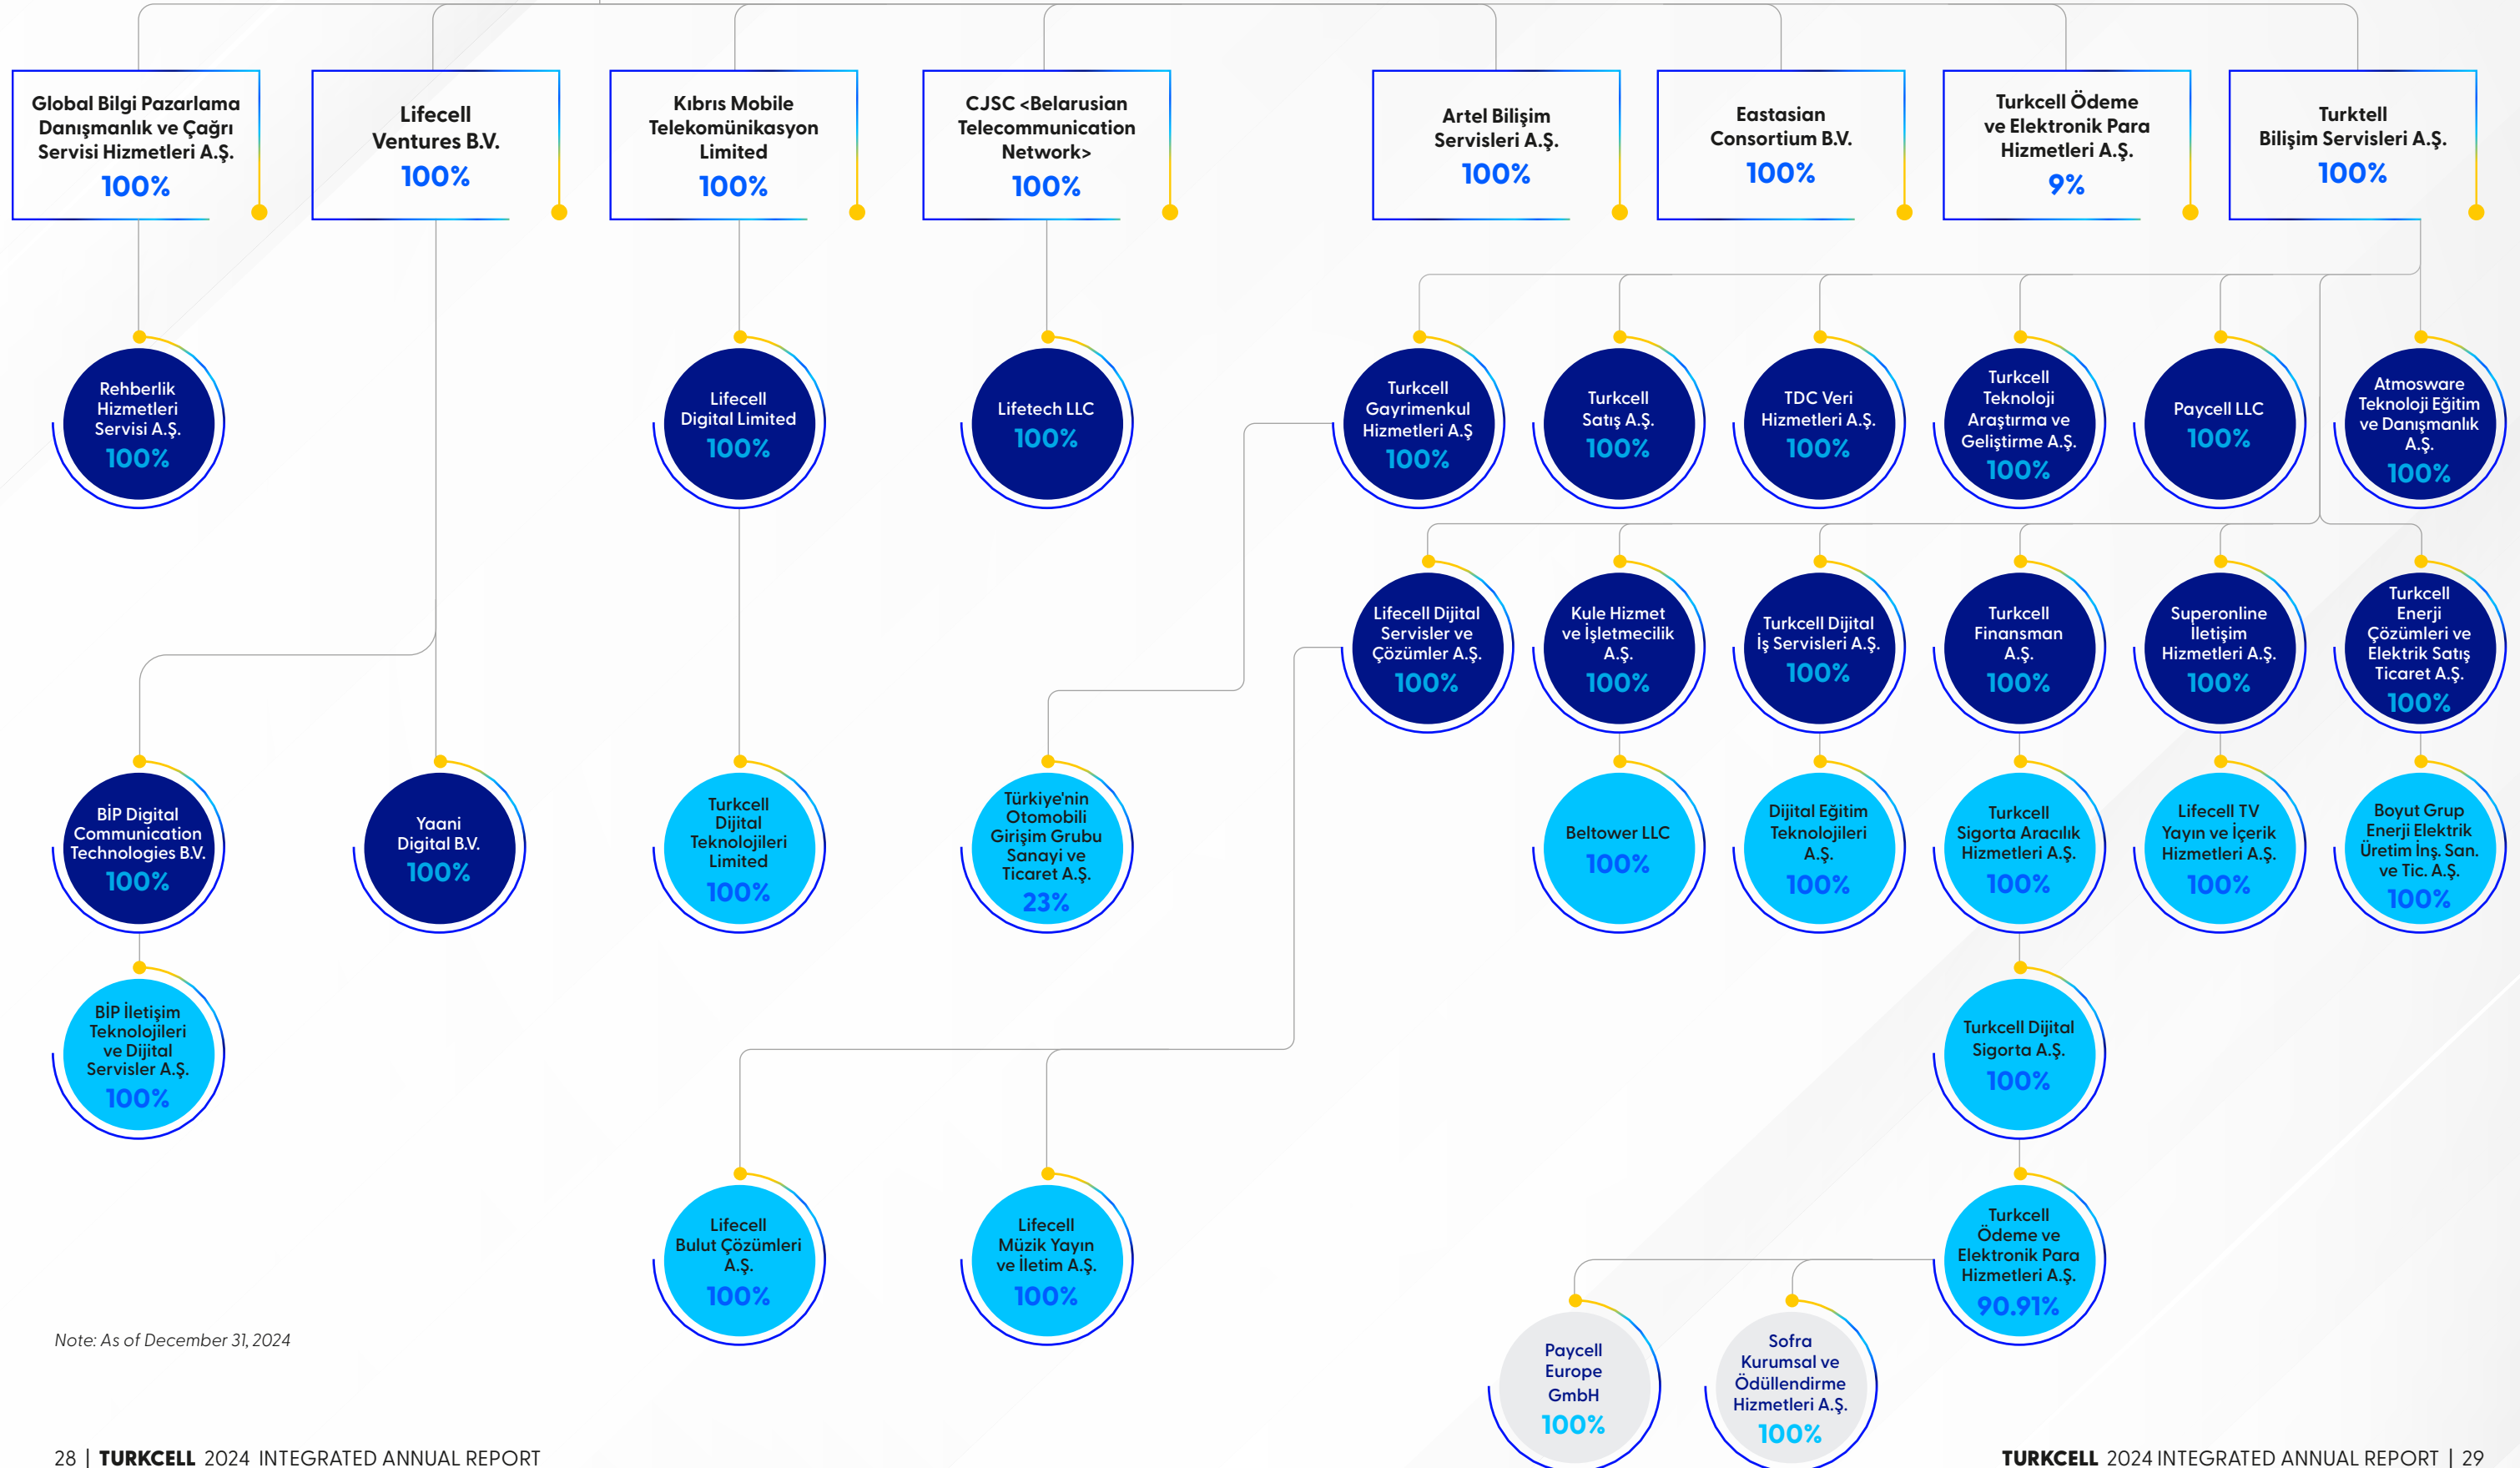 Global Bilgi Pazarlama
Danışmanlık ve Çağrı
Servisi Hizmetleri A.Ş.
100%
Lifecell
Ventures B.V.
100%
Kıbrıs Mobile
Telekomünikasyon
Limited
100%
CJSC <Belarusian
Telecommunication
Network>
100%
Artel Bilişim
Servisleri A.Ş.
100%
Eastasian
Consortium B.V.
100%
Turkcell Ödeme
ve Elektronik Para
Hizmetleri A.Ş.
9%
Turktell
Bilişim Servisleri A.Ş.
100%
Rehberlik
Hizmetleri
Servisi A.Ş.
100%
Lifecell
Digital Limited
100%
Lifetech LLC
100%
Turkcell
Gayrimenkul
Hizmetleri A.Ş
100%
Turkcell
Satış A.Ş.
100%
TDC Veri
Hizmetleri A.Ş.
100%
Turkcell
Teknoloji
Araştırma ve
Geliştirme A.Ş.
100%
Paycell LLC
100%
Atmosware
Teknoloji Eğitim
ve Danışmanlık
A.Ş.
100%
Lifecell Dijital
Servisler ve
Çözümler A.Ş.
100%
Kule Hizmet
ve İşletmecilik
A.Ş.
100%
Turkcell Dijital
İş Servisleri A.Ş.
100%
Turkcell
Finansman
A.Ş.
100%
Superonline
İletişim
Hizmetleri A.Ş.
100%
Turkcell
Enerji
Çözümleri ve
Elektrik Satış
Ticaret A.Ş.
100%
BİP Digital
Communication
Technologies B.V.
100%
Yaani
Digital B.V.
100%
Turkcell
Dijital
Teknolojileri
Limited
100%
Türkiye'nin
Otomobili
Girişim Grubu
Sanayi ve
Ticaret A.Ş.
23%
Beltower LLC
100%
Dijital Eğitim
Teknolojileri
A.Ş.
100%
Turkcell
Sigorta Aracılık
Hizmetleri A.Ş.
100%
Lifecell TV
Yayın ve İçerik
Hizmetleri A.Ş.
100%
Boyut Grup
Enerji Elektrik
Üretim İnş. San.
ve Tic. A.Ş.
100%
BİP İletişim
Teknolojileri
ve Dijital
Servisler A.Ş.
100%
Turkcell Dijital
Sigorta A.Ş.
100%
Lifecell
Bulut Çözümleri
A.Ş.
100%
Lifecell
Müzik Yayın
ve İletim A.Ş.
100%
Turkcell
Ödeme ve
Elektronik Para
Hizmetleri A.Ş.
90.91%
Paycell
Europe
GmbH
100%
Sofra
Kurumsal ve
Ödüllendirme
Hizmetleri A.Ş.
100%
Note: As of December 31, 2024
28 | TURKCELL 2024 INTEGRATED ANNUAL REPORT
TURKCELL 2024 INTEGRATED ANNUAL REPORT | 29